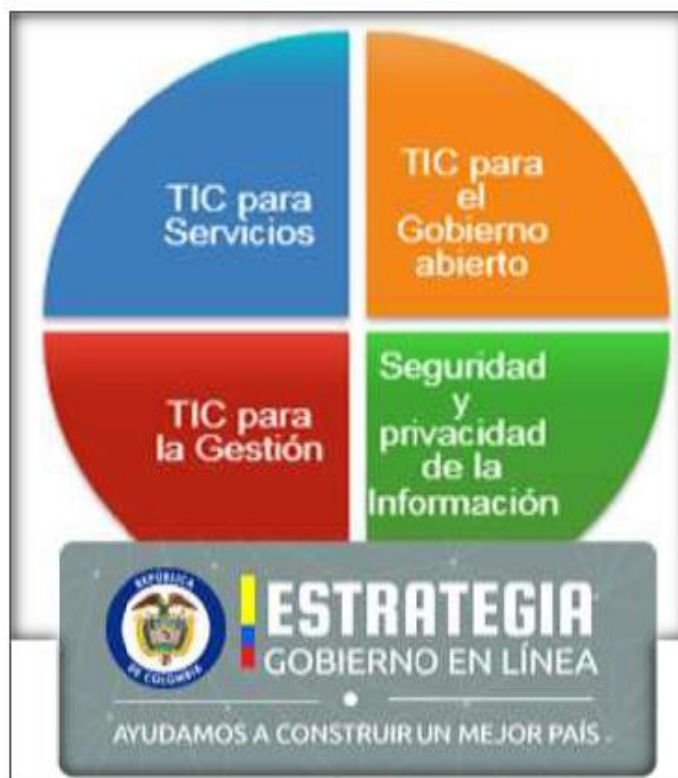 TIC para
Servicios
TIC para
el
Gobierno
abierto
TIC para
la Gestión
Seguridad
y
privacidad
de la
Información
REPÚBLICA
DE COLOMBIA
ESTRATEGIA
GOBIERNO EN LÍNEA
AYUDAMOS A CONSTRUIR UN MEJOR PAÍS